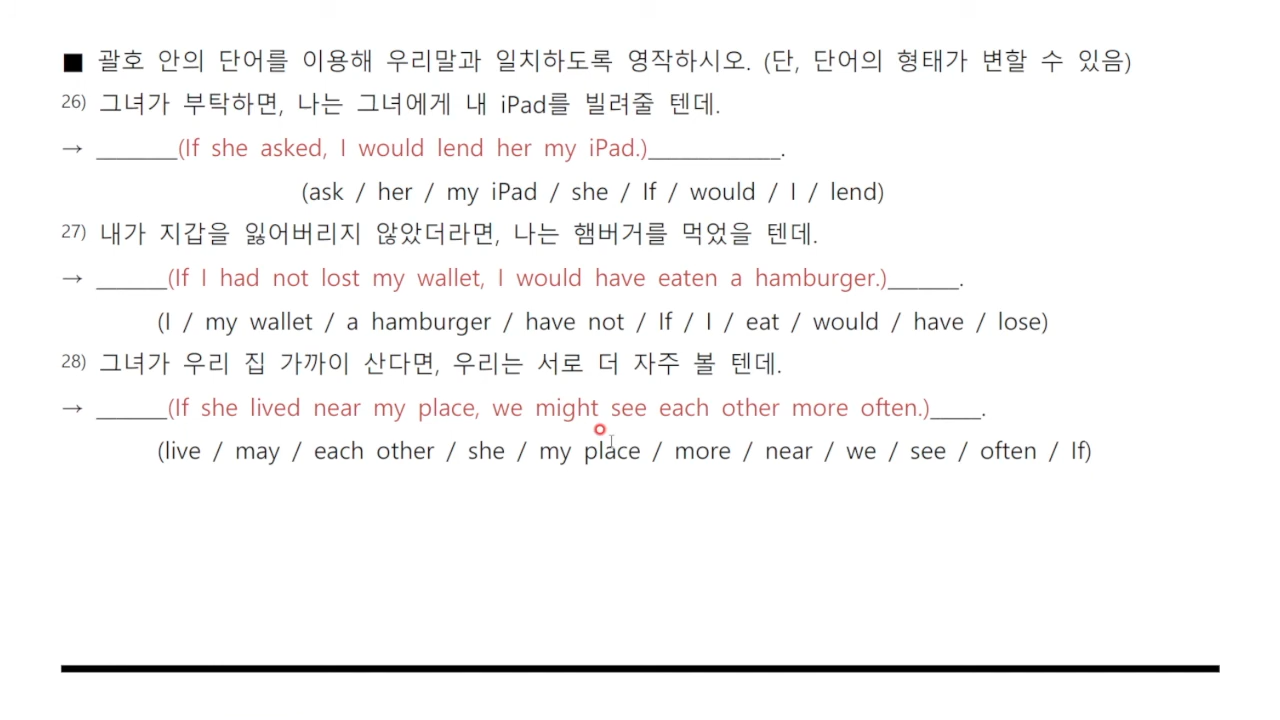 ■ 괄호 안의 단어를 이용해 우리말과 일치하도록 영작하시오. (단, 단어의 형태가 변할 수 있음)
26) 그녀가 부탁하면, 나는 그녀에게 내 iPad를 빌려줄 텐데.
→ _______(If she asked, I would lend her my iPad.)___________.
(ask / her / my iPad / she / If / would / I / lend)
27) 내가 지갑을 잃어버리지 않았더라면, 나는 햄버거를 먹었을 텐데.
→ ______(If I had not lost my wallet, I would have eaten a hamburger.)______.
(I / my wallet / a hamburger / have not / If / I / eat / would / have / lose)
28) 그녀가 우리 집 가까이 산다면, 우리는 서로 더 자주 볼 텐데.
→ ______(If she lived near my place, we might see each other more often.)____.
(live / may / each other / she / my place / more / near / we / see / often / If)